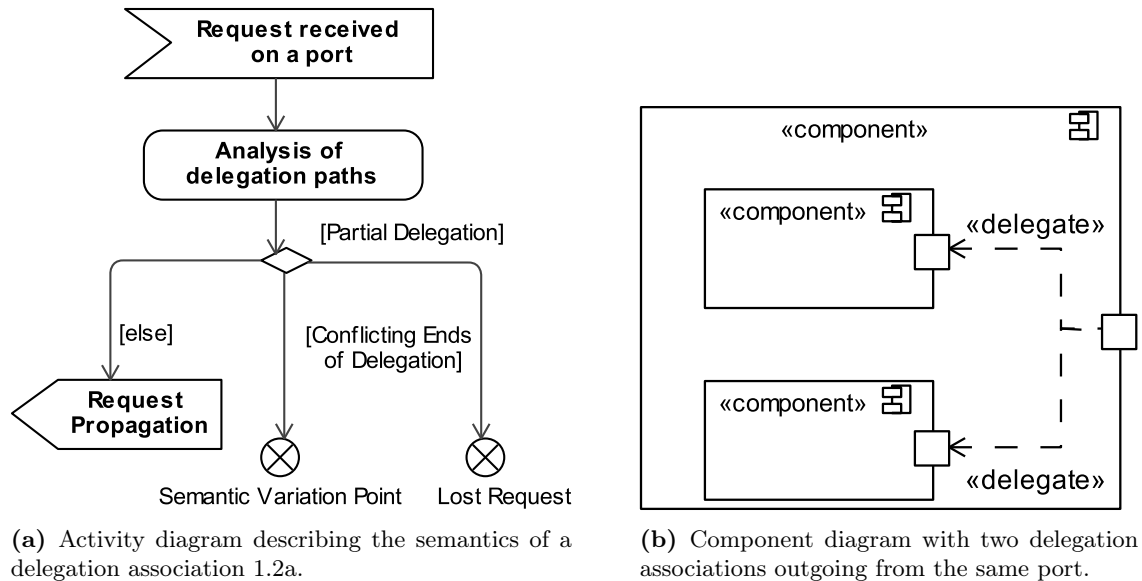 Request received
on a port
Analysis of
delegation paths
[Partial Delegation]
[else]
[Conflicting Ends
of Delegation]
Request
Propagation
Semantic Variation Point
Lost Request
(a) Activity diagram describing the semantics of a
delegation association 1.2a.
«component»
«component»
«delegate»
«component»
«delegate»
(b) Component diagram with two delegation
associations outgoing from the same port.